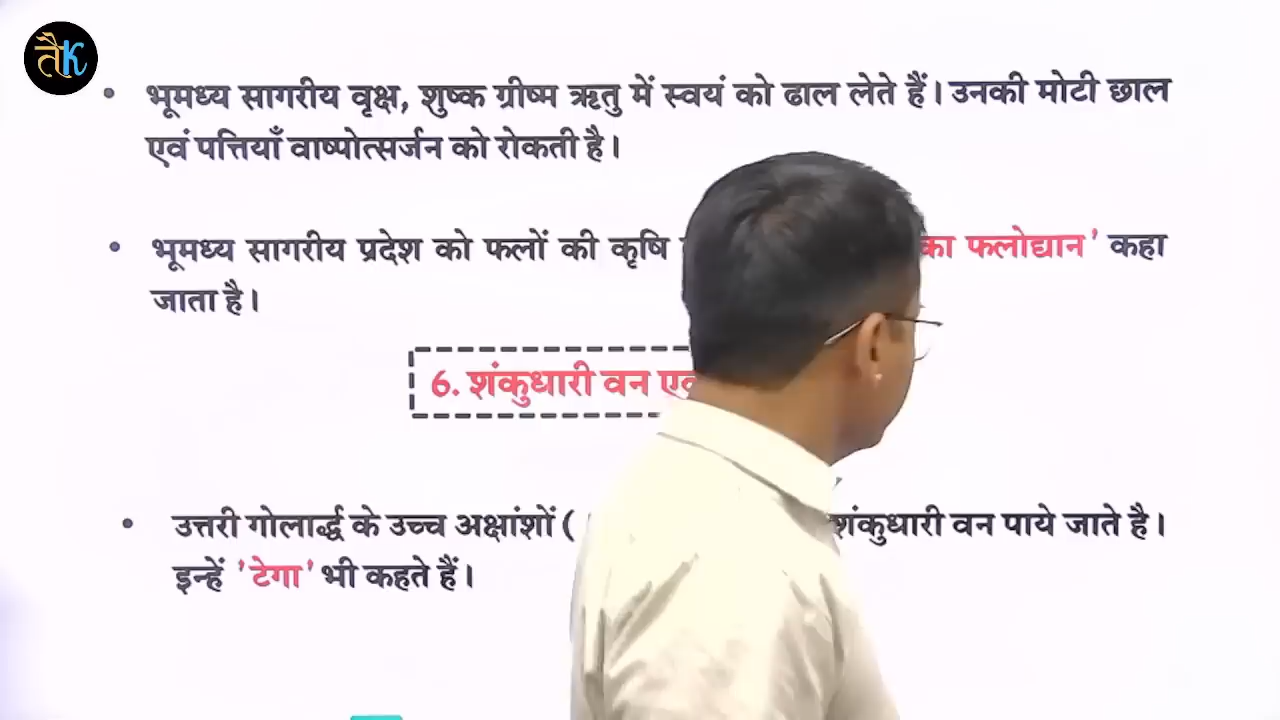 तैK
भूमध्य सागरीय वृक्ष, शुष्क ग्रीष्म ऋतु में स्वयं को ढाल लेते हैं। उनकी मोटी छाल
एवं पत्तियाँ वाष्पोत्सर्जन को रोकती है।
भूमध्य सागरीय प्रदेश को फलों की कृषि का फलोद्यान' कहा
जाता है।
6. शंकुधारी वन
उत्तरी गोलार्द्ध के उच्च अक्षांशों ( शंकुधारी वन पाये जाते है।
इन्हें 'टेगा' भी कहते हैं।